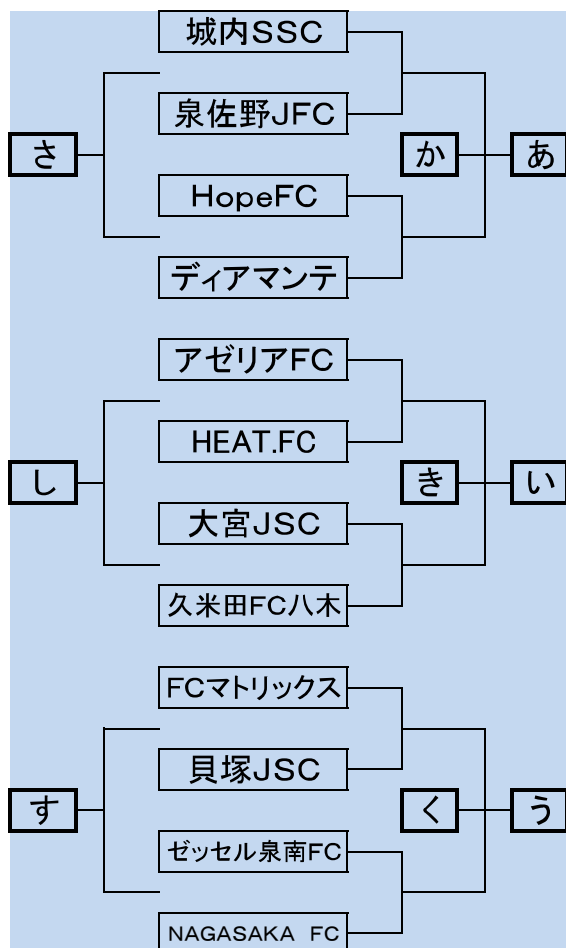 城内SSC
泉佐野JFC
さ
か
あ
HopeFC
ディアマンテ
アゼリアFC
HEAT.FC
し
き
い
大宮JSC
久米田FC八木
FCマトリックス
貝塚JSC
す
く
う
ゼッセル泉南FC
NAGASAKA FC